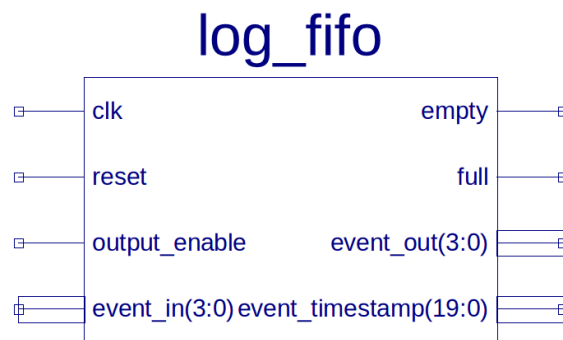 log_fifo
clk empty
reset full
output_enable event_out(3:0)
event_in(3:0) event_timestamp(19:0)